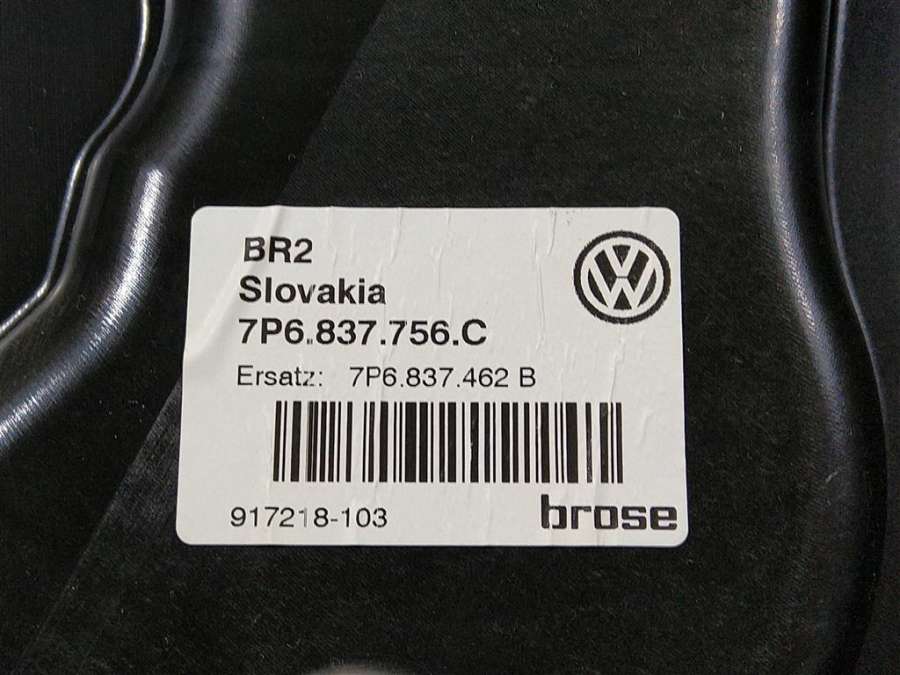 BR2
Slovakia
7P6.837.756.C
Ersatz: 7P6.837.462 B
917218-103
brose